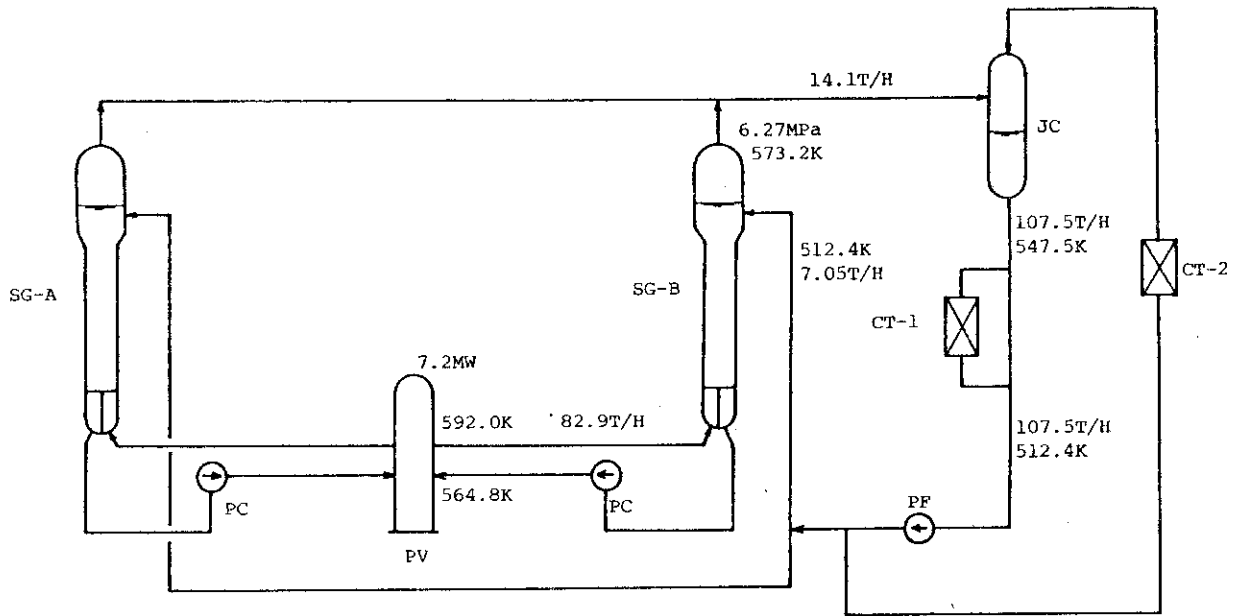 14.1T/H
JC
6.27MPa
573.2K
107.5T/H
547.5K
512.4K
7.05T/H
CT-2
SG-A
SG-B
CT-1
7.2MW
592.0K
82.9T/H
107.5T/H
512.4K
564.8K
PC
PC
PF
PV